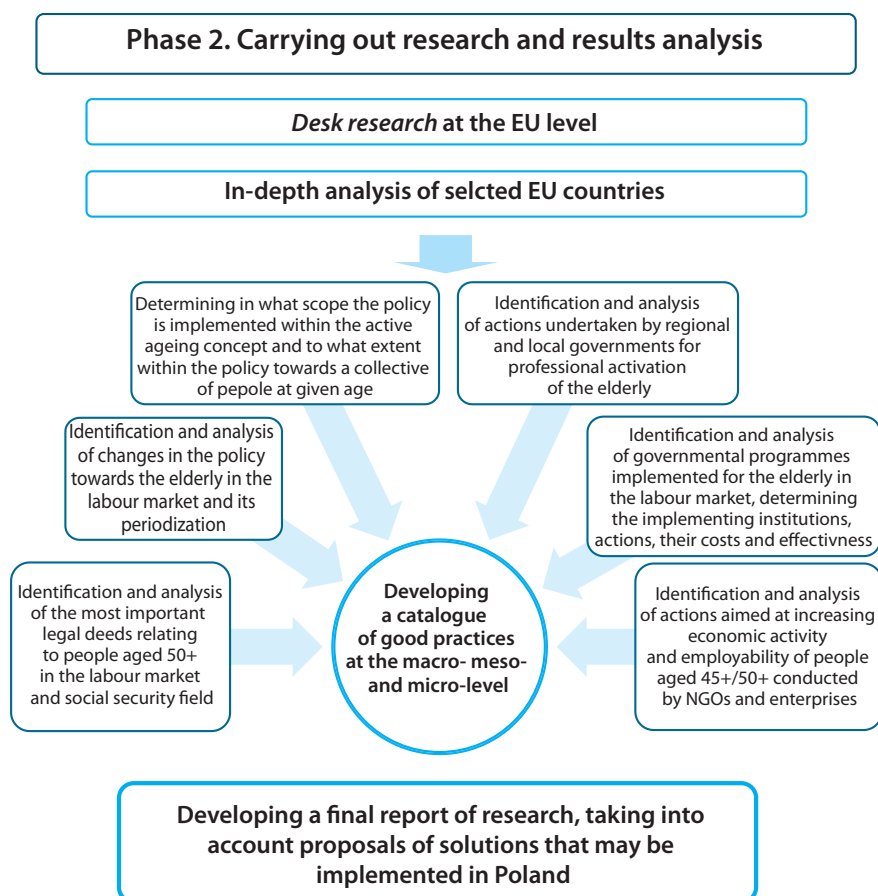 Phase 2. Carrying out research and results analysis
Desk research at the EU level
In-depth analysis of selcted EU countries
Determining in what scope the policy
is implemented within the active
ageing concept and to what extent
within the policy towards a collective
of pepole at given age
Identification and analysis
of actions undertaken by regional
and local governments for
professional activation
of the elderly
Identification and analysis
of changes in the policy
towards the elderly in the
labour market and its
periodization
Identification and analysis
of governmental programmes
implemented for the elderly in
the labour market, determining
the implementing institutions,
actions, their costs and effectivness
Identification and analysis
of the most important
legal deeds relating
to people aged 50+
in the labour market
and social security field
Developing
a catalogue
of good practices
at the macro- meso-
and micro-level
Identification and analysis
of actions aimed at increasing
economic activity
and employability of people
aged 45+/50+ conducted
by NGOs and enterprises
Developing a final report of research, taking into
account proposals of solutions that may be
implemented in Poland